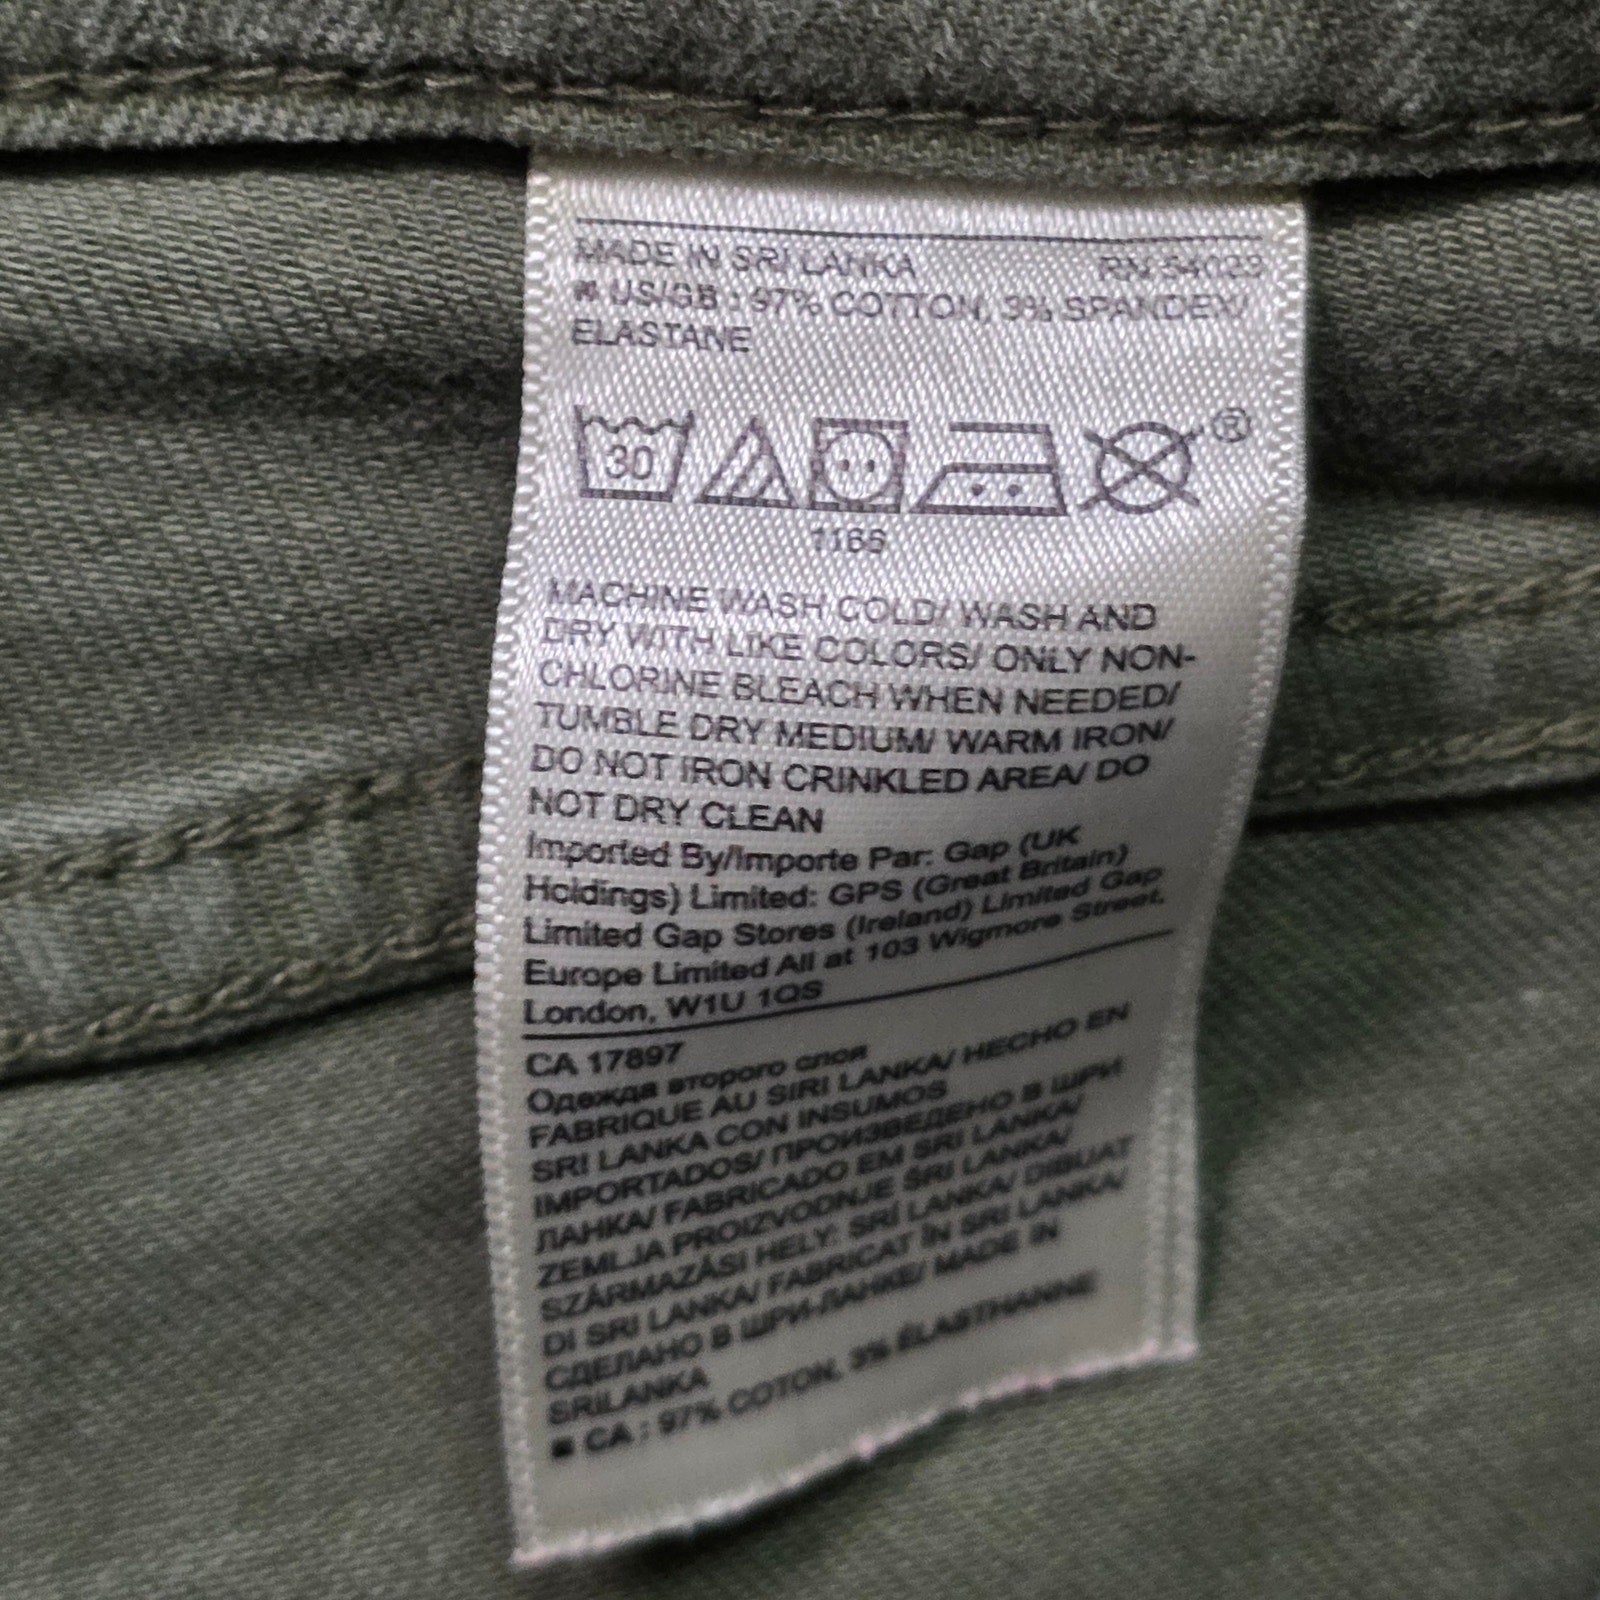 MADE IN SRI LANKA RN 54023
US/GB : 97% COTTON, 3% SPANDEX/
ELASTANE
30 ®
1166
MACHINE WASH COLD/ WASH AND
DRY WITH LIKE COLORS/ ONLY NON-
CHLORINE BLEACH WHEN NEEDED/
TUMBLE DRY MEDIUM/ WARM IRON/
DO NOT IRON CRINKLED AREA/ DO
NOT DRY CLEAN
Imported By/Importe Par: Gap (UK
Holdings) Limited: GPS (Great Britain)
Limited Gap Stores (Ireland) Limited Gap
Europe Limited All at 103 Wigmore Street,
London, W1U 1QS
CA 17897
Одежда второго слоя
FABRIQUE AU SIRI LANKA/ HECHO EN
SRI LANKA CON INSUMOS
IMPORTADOS/ ПРОИЗВЕДЕНО В ШРИ
ЛАНКА/ FABRICADO EM SRI LANKA/
ZEMLJA PROIZVODNJE ŠRI LANKA/
SZÁRMAZÁSI HELY: SRÍ LANKA/ DIBUAT
DI SRI LANKA/ FABRICAT ÎN SRI LANKA/
СДЕЛАНО В ШРИ-ЛАНКЕ/ MADE IN
SRILANKA
■ CA : 97% COTON, 3% ÉLASTHANNE